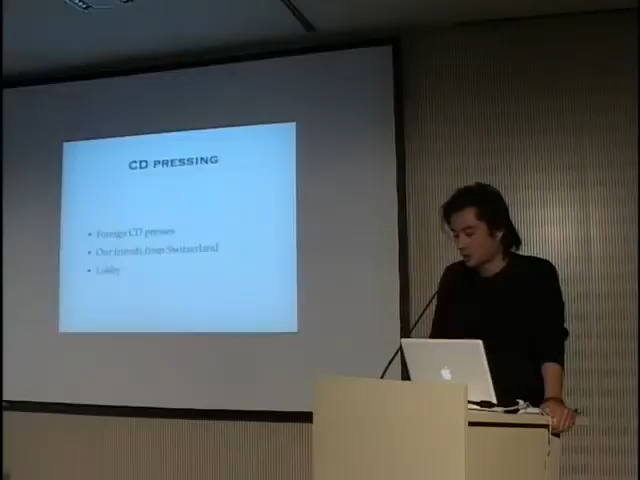 CD PRESSING
• Foreign CD presses
• Our friends from Switzerland
• Lobby